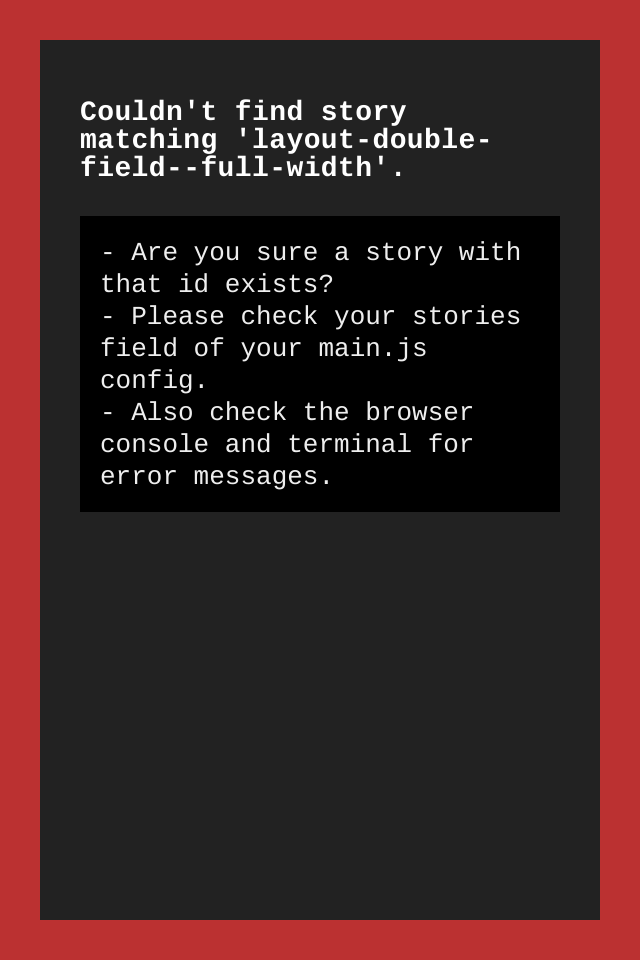 Couldn't find story
matching 'layout-double-
field--full-width'.
- Are you sure a story with
that id exists?
- Please check your stories
field of your main.js
config.
- Also check the browser
console and terminal for
error messages.